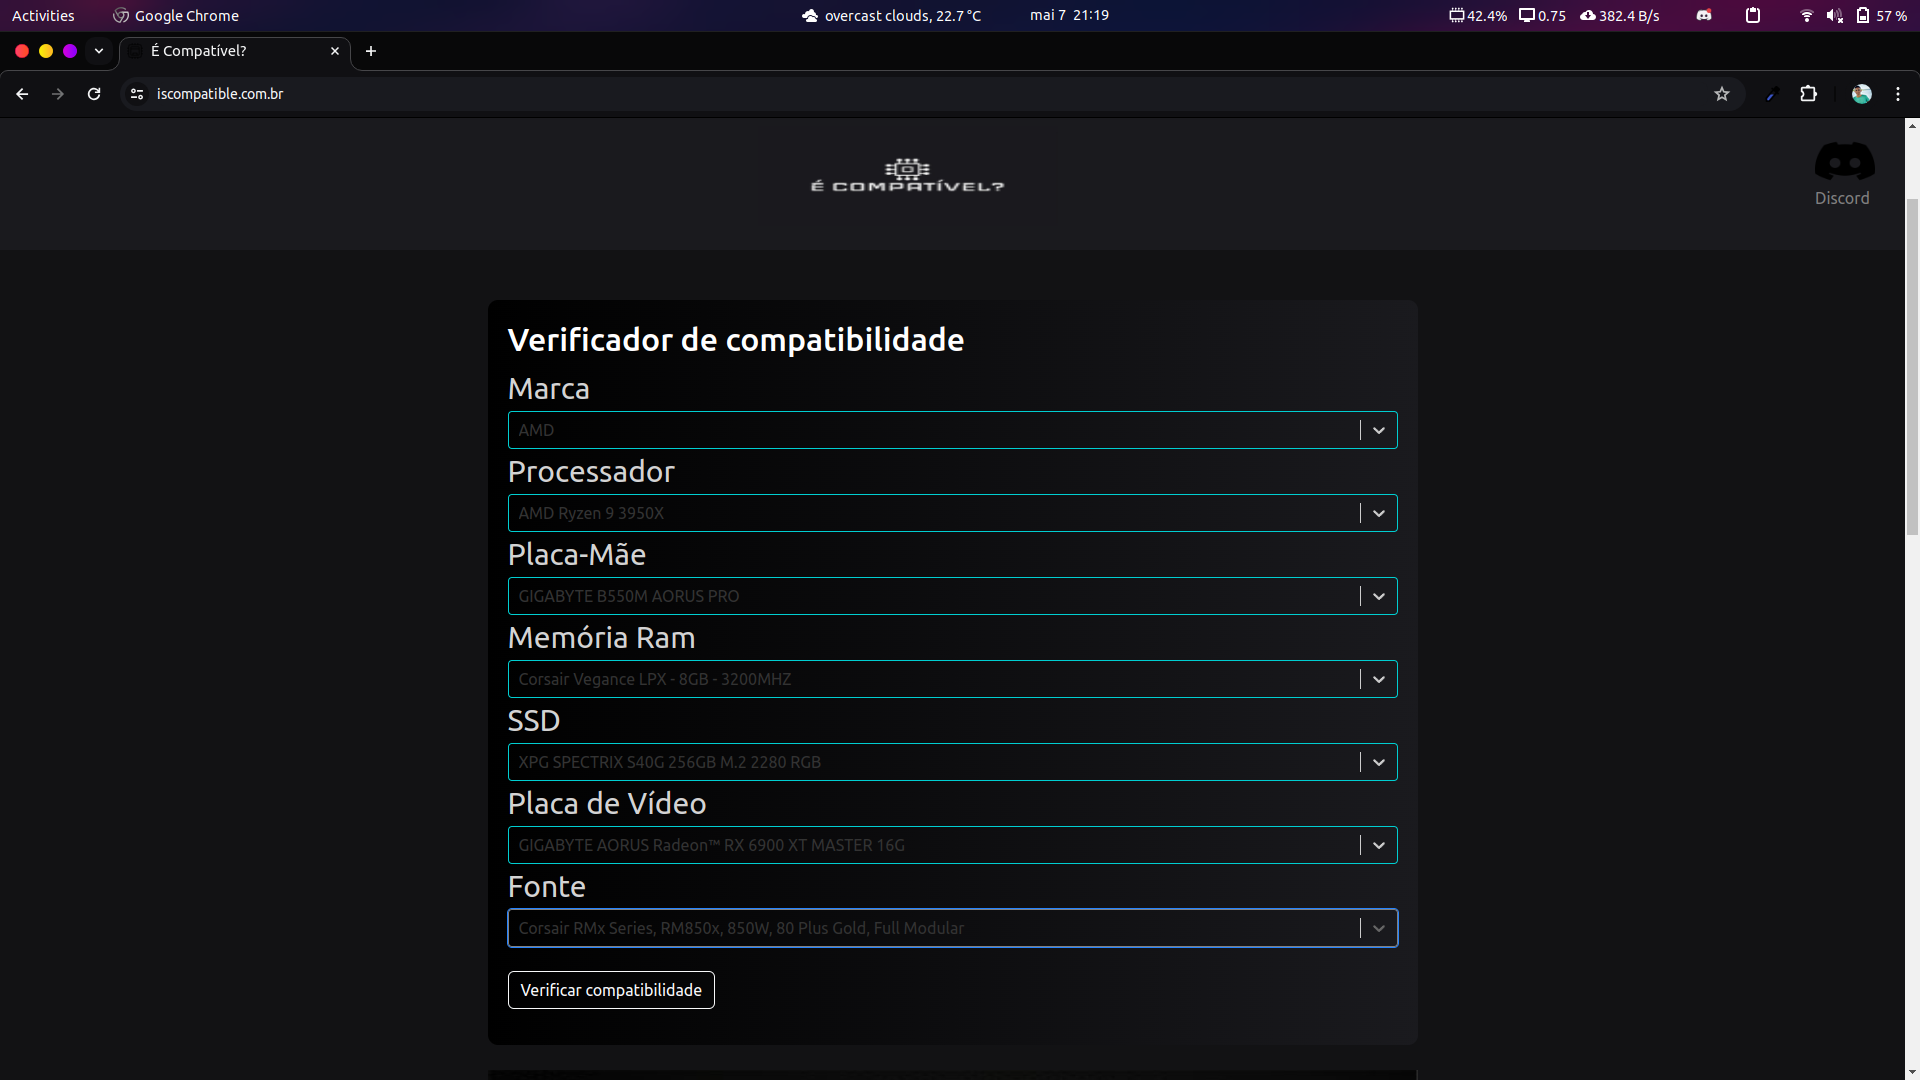 Activities
Google Chrome
overcast clouds, 22.7 °C
mai 7 21:19
42.4%
0.75
382.4 B/s
57 %
É Compatível?
iscompatible.com.br
É COMPATÍVEL?
Discord
Verificador de compatibilidade
Marca
AMD
Processador
AMD Ryzen 9 3950X
Placa-Mãe
GIGABYTE B550M AORUS PRO
Memória Ram
Corsair Vegance LPX - 8GB - 3200MHZ
SSD
XPG SPECTRIX S40G 256GB M.2 2280 RGB
Placa de Vídeo
GIGABYTE AORUS Radeon™ RX 6900 XT MASTER 16G
Fonte
Corsair RMx Series, RM850x, 850W, 80 Plus Gold, Full Modular
Verificar compatibilidade